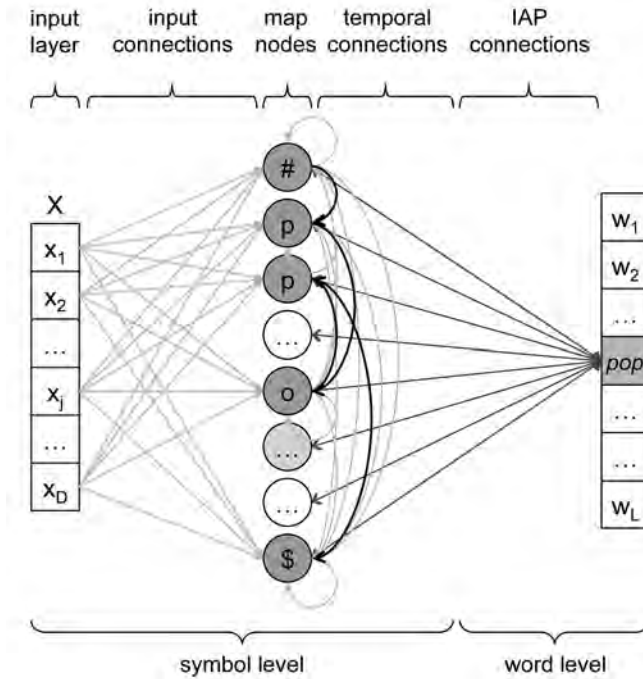 input layer
input connections
map nodes
temporal connections
IAP connections
X
x1
x2
...
xj
...
xD
#
p
p
...
o
...
...
$
w1
w2
...
pop
...
...
wL
symbol level
word level